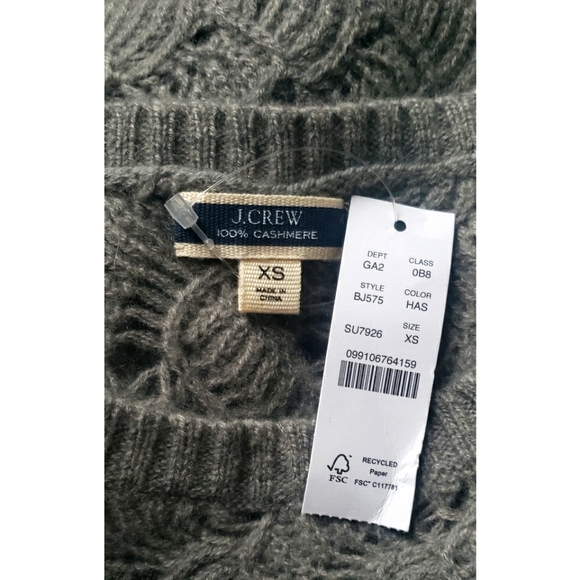 J.CREW
100% CASHMERE
XS
MADE IN
CHINA
DEPT CLASS
GA2 0B8
STYLE COLOR
BJ575 HAS
SU7926 SIZE
XS
099106764159
FSC
RECYCLED
Paper
FSC® C117781